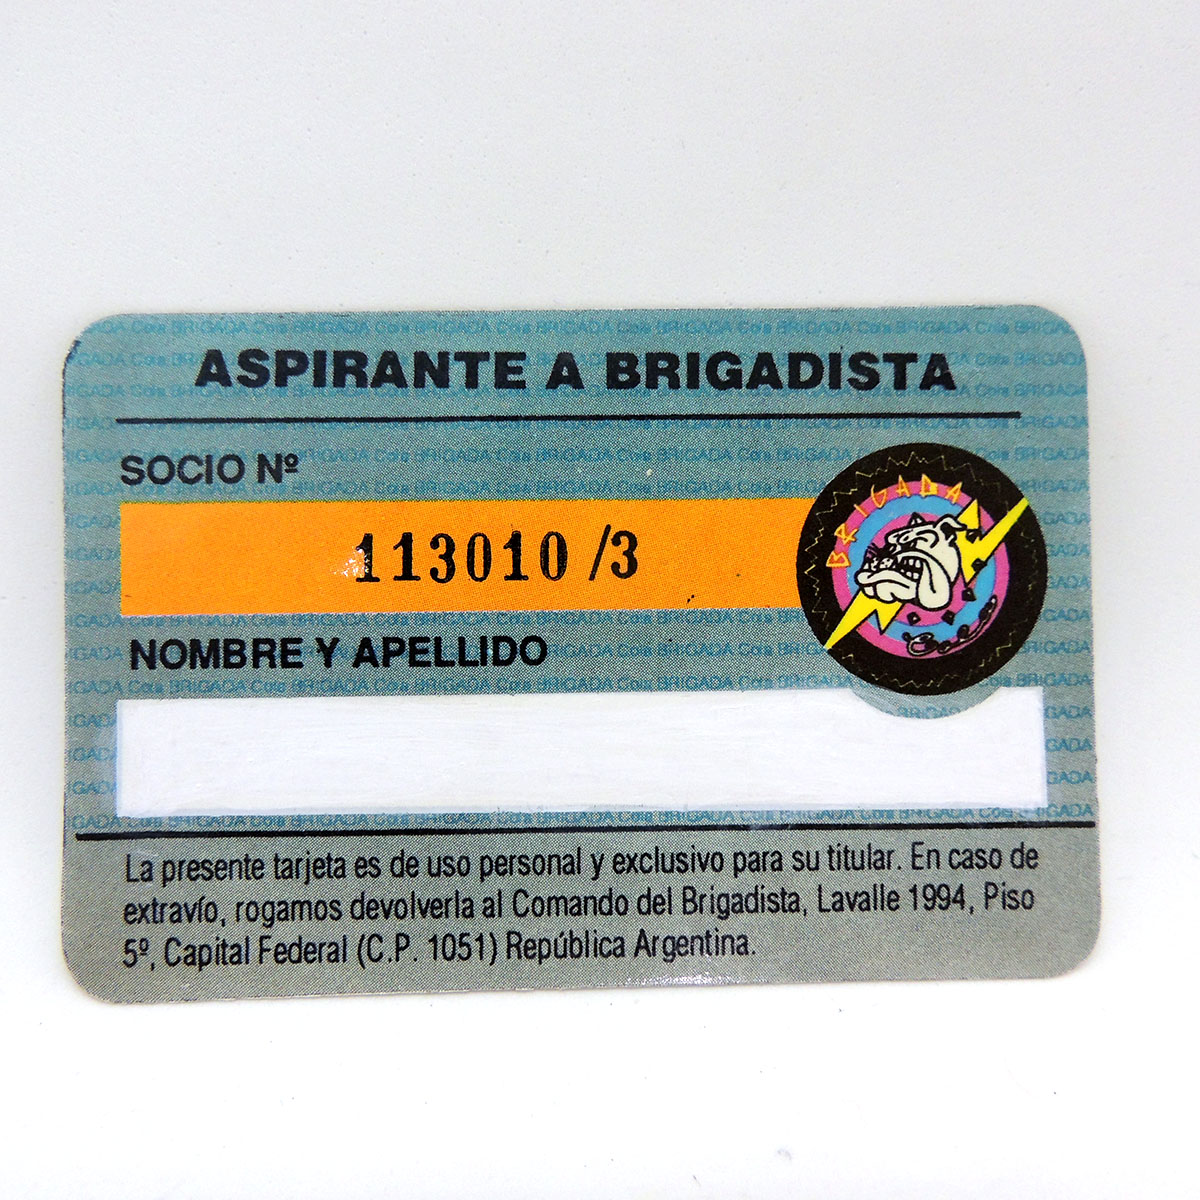 ASPIRANTE A BRIGADISTA
SOCIO Nº
113010 /3
BRIGADA
NOMBRE Y APELLIDO
La presente tarjeta es de uso personal y exclusivo para su titular. En caso de
extravío, rogamos devolverla al Comando del Brigadista, Lavalle 1994, Piso
5º, Capital Federal (C.P. 1051) República Argentina.